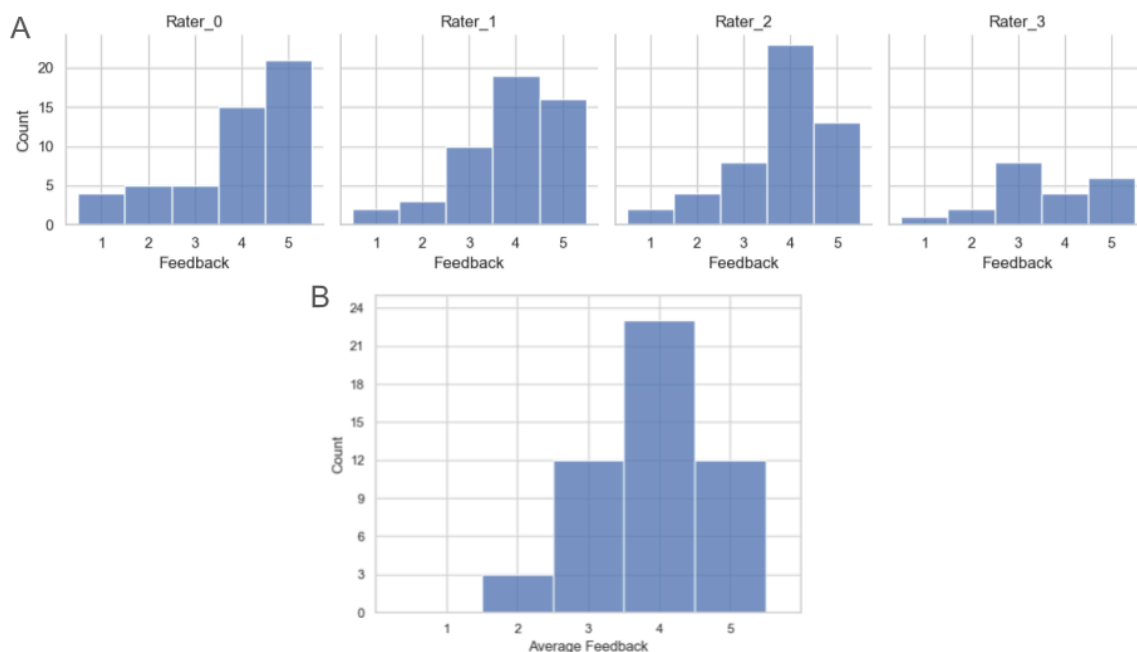 A
Rater_0 Rater_1 Rater_2 Rater_3
20
15
10
5
0
Count
1 2 3 4 5 1 2 3 4 5 1 2 3 4 5 1 2 3 4 5
Feedback Feedback Feedback Feedback
B
24
21
18
15
12
9
6
3
0
Count
1 2 3 4 5
Average Feedback